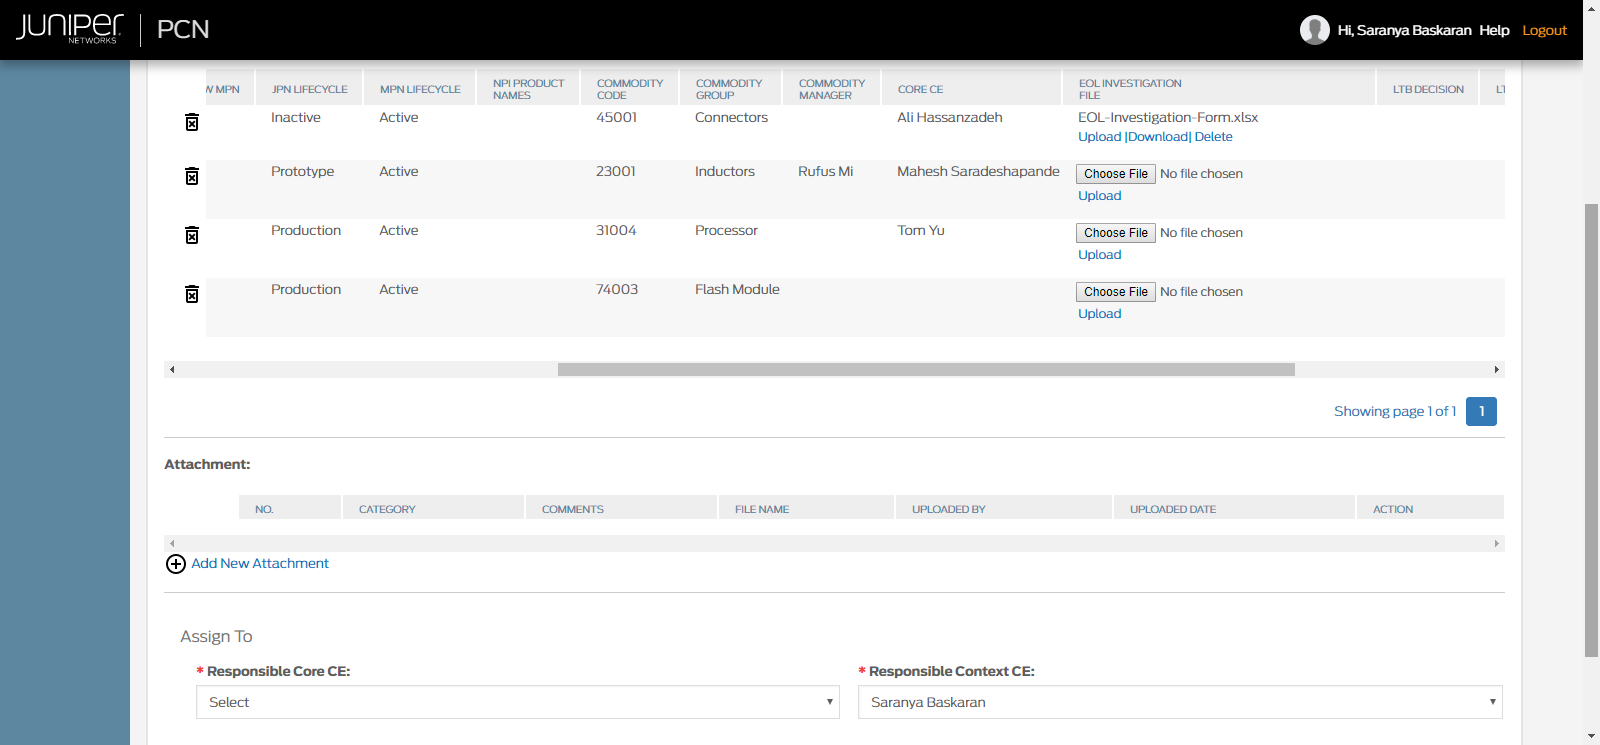 JUNIPER NETWORKS | PCN
Hi, Saranya Baskaran Help Logout
W MPN JPN LIFECYCLE MPN LIFECYCLE NPI PRODUCT NAMES COMMODITY CODE COMMODITY GROUP COMMODITY MANAGER CORE CE EOL INVESTIGATION FILE LTB DECISION LT
Inactive Active 45001 Connectors Ali Hassanzadeh EOL-Investigation-Form.xlsx
Upload |Download| Delete
Prototype Active 23001 Inductors Rufus Mi Mahesh Saradeshapande Choose File No file chosen
Upload
Production Active 31004 Processor Tom Yu Choose File No file chosen
Upload
Production Active 74003 Flash Module Choose File No file chosen
Upload
Showing page 1 of 1 1
Attachment:
NO. CATEGORY COMMENTS FILE NAME UPLOADED BY UPLOADED DATE ACTION
Add New Attachment
Assign To
* Responsible Core CE: * Responsible Context CE:
Select Saranya Baskaran